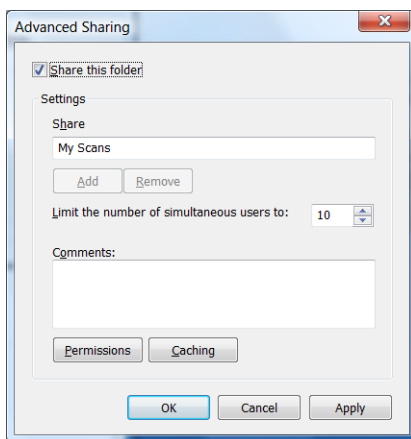 Advanced Sharing
Share this folder
Settings
Share
My Scans
Add Remove
Limit the number of simultaneous users to: 10
Comments:
Permissions Caching
OK Cancel Apply